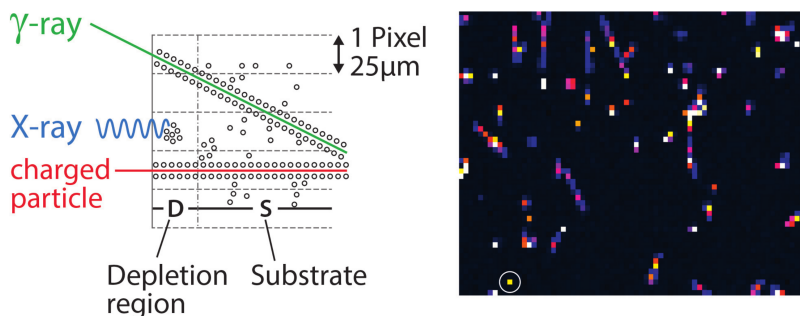 γ-ray
1 Pixel
25μm
X-ray
charged
particle
D
S
Depletion
region
Substrate